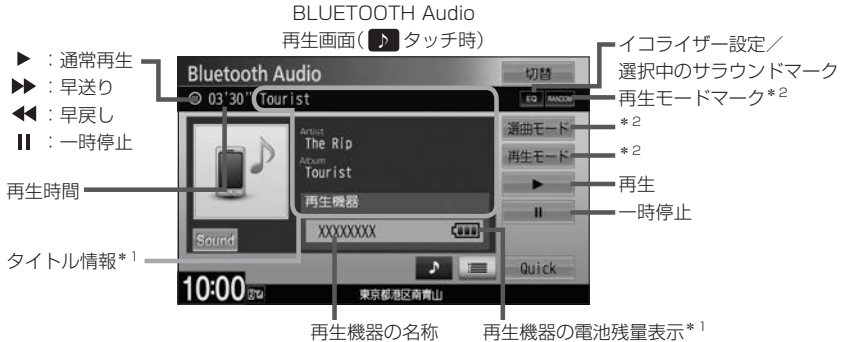 BLUETOOTH Audio
再生画面( ♪ タッチ時)
▶ ：通常再生
▶▶ ：早送り
◀◀ ：早戻し
II ：一時停止
再生時間
タイトル情報*1
イコライザー設定／
選択中のサラウンドマーク
再生モードマーク*2
*2
*2
再生
一時停止
Bluetooth Audio
切替
03'30" Tourist
EQ RANDOM
Artist
The Rip
Album
Tourist
再生機器
XXXXXXXX
Sound
選曲モード
再生モード
▶
II
♪
Quick
10:00
東京都港区南青山
再生機器の名称
再生機器の電池残量表示*1